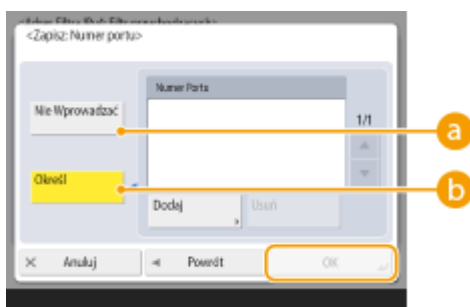 <Zapisz: Numer portu>
Numer Portu
Nie Wprowadzać
1/1
a
Określ
b
Dodaj
Usuń
Anuluj
Powrót
OK